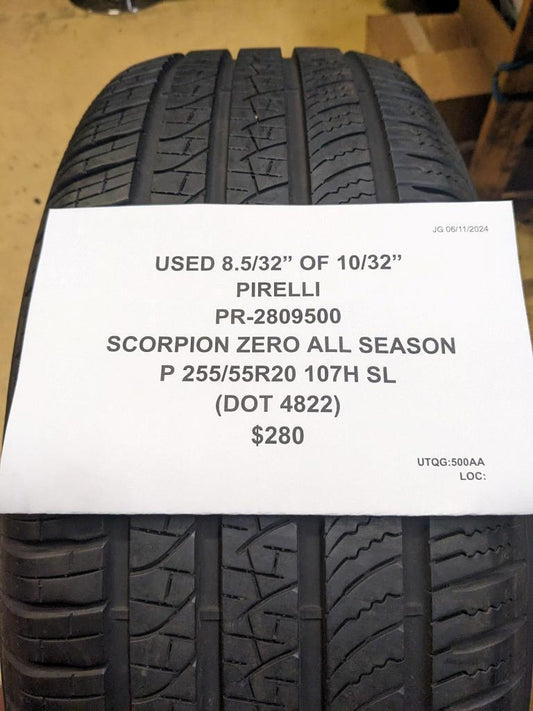 JG 06/11/2024
USED 8.5/32” OF 10/32”
PIRELLI
PR-2809500
SCORPION ZERO ALL SEASON
P 255/55R20 107H SL
(DOT 4822)
$280
UTQG:500AA
LOC: